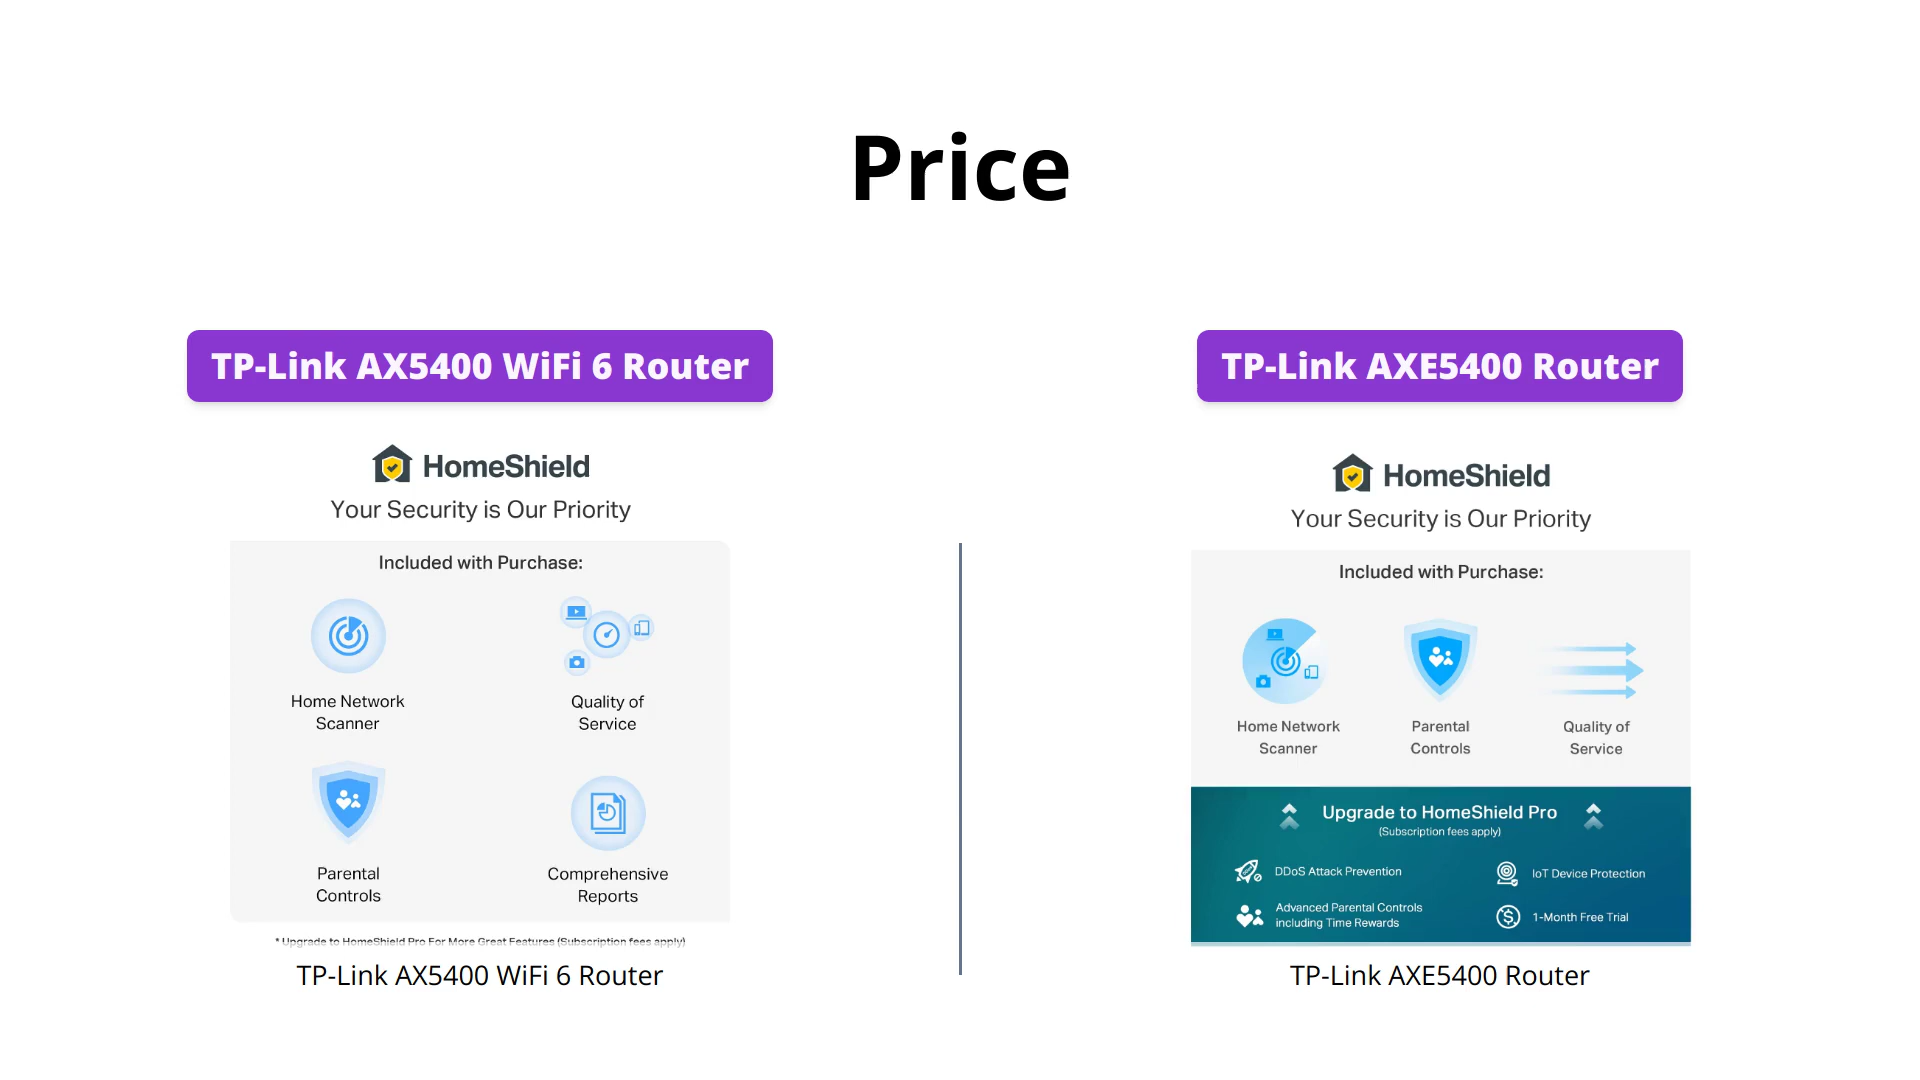 Price
TP-Link AX5400 WiFi 6 Router
HomeShield
Your Security is Our Priority
Included with Purchase:
Home Network
Scanner
Quality of
Service
Parental
Controls
Comprehensive
Reports
* Upgrade to HomeShield Pro For More Great Features (Subscription fees apply)
TP-Link AX5400 WiFi 6 Router
TP-Link AXE5400 Router
HomeShield
Your Security is Our Priority
Included with Purchase:
Home Network
Scanner
Parental
Controls
Quality of
Service
Upgrade to HomeShield Pro
(Subscription fees apply)
DDoS Attack Prevention
IoT Device Protection
Advanced Parental Controls
including Time Rewards
1-Month Free Trial
TP-Link AXE5400 Router